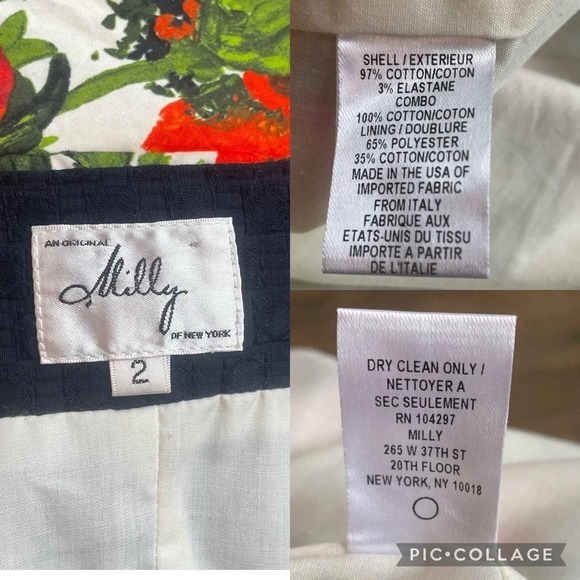 AN ORIGINAL
Milly
OF NEW YORK
2
SHELL / EXTERIEUR
97% COTTON/COTON
3% ELASTANE
COMBO
100% COTTON/COTON
LINING / DOUBLURE
65% POLYESTER
35% COTTON/COTON
MADE IN THE USA OF
IMPORTED FABRIC
FROM ITALY
FABRIQUE AUX
ETATS-UNIS DU TISSU
IMPORTE A PARTIR
DE L'ITALIE
DRY CLEAN ONLY /
NETTOYER A
SEC SEULEMENT
RN 104297
MILLY
265 W 37TH ST
20TH FLOOR
NEW YORK, NY 10018
PIC•COLLAGE